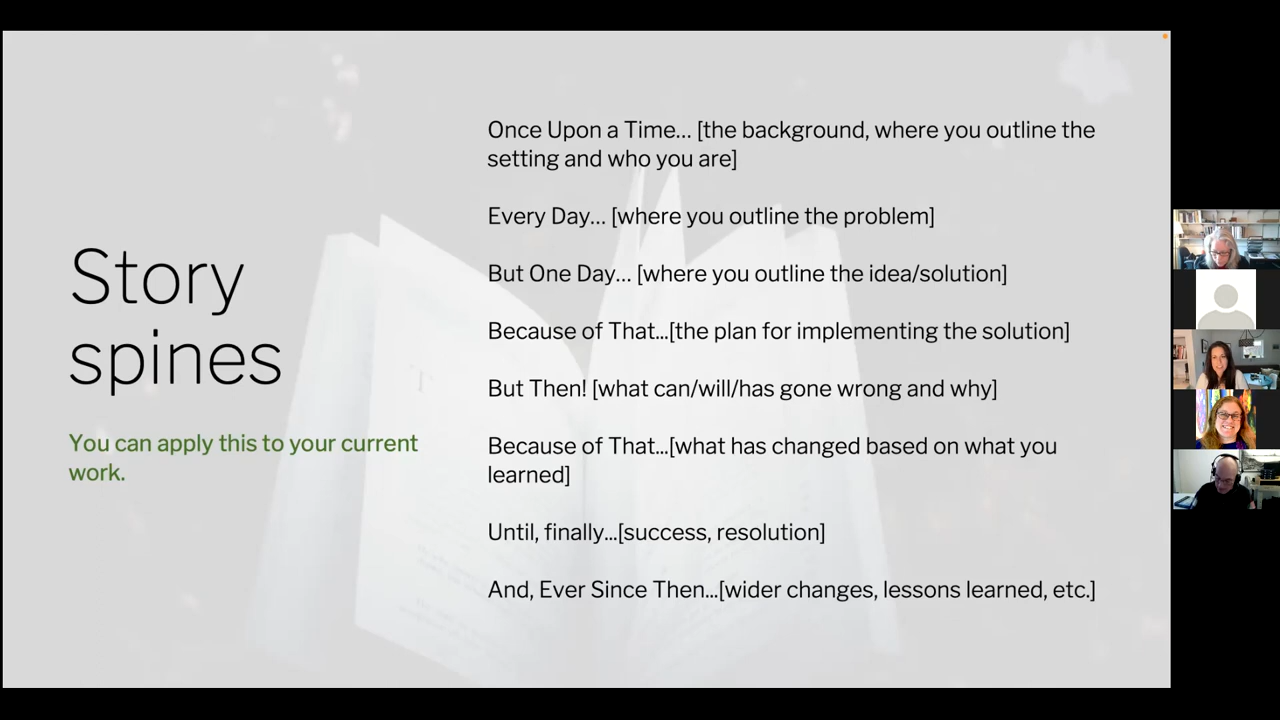 Story
spines
You can apply this to your current
work.
Once Upon a Time... [the background, where you outline the
setting and who you are]
Every Day... [where you outline the problem]
But One Day... [where you outline the idea/solution]
Because of That...[the plan for implementing the solution]
But Then! [what can/will/has gone wrong and why]
Because of That...[what has changed based on what you
learned]
Until, finally...[success, resolution]
And, Ever Since Then...[wider changes, lessons learned, etc.]